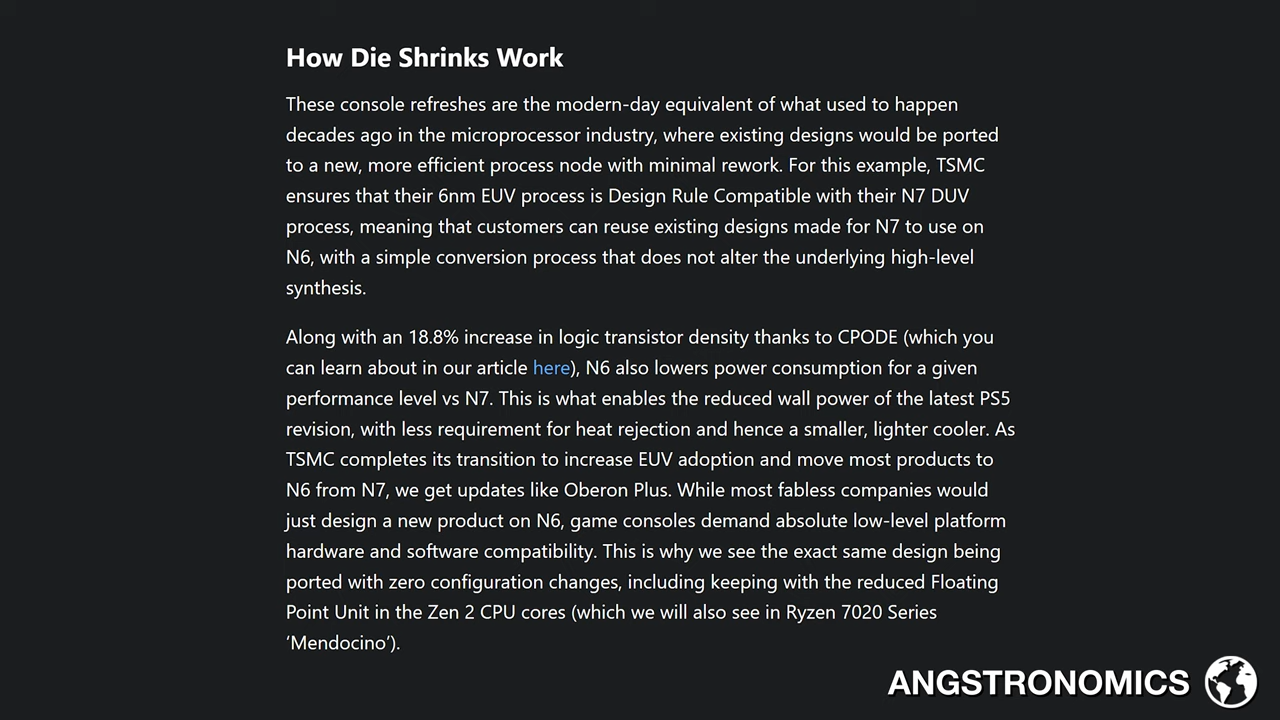 How Die Shrinks Work
These console refreshes are the modern-day equivalent of what used to happen
decades ago in the microprocessor industry, where existing designs would be ported
to a new, more efficient process node with minimal rework. For this example, TSMC
ensures that their 6nm EUV process is Design Rule Compatible with their N7 DUV
process, meaning that customers can reuse existing designs made for N7 to use on
N6, with a simple conversion process that does not alter the underlying high-level
synthesis.
Along with an 18.8% increase in logic transistor density thanks to CPODE (which you
can learn about in our article here), N6 also lowers power consumption for a given
performance level vs N7. This is what enables the reduced wall power of the latest PS5
revision, with less requirement for heat rejection and hence a smaller, lighter cooler. As
TSMC completes its transition to increase EUV adoption and move most products to
N6 from N7, we get updates like Oberon Plus. While most fabless companies would
just design a new product on N6, game consoles demand absolute low-level platform
hardware and software compatibility. This is why we see the exact same design being
ported with zero configuration changes, including keeping with the reduced Floating
Point Unit in the Zen 2 CPU cores (which we will also see in Ryzen 7020 Series
‘Mendocino’).
ANGSTRONOMICS